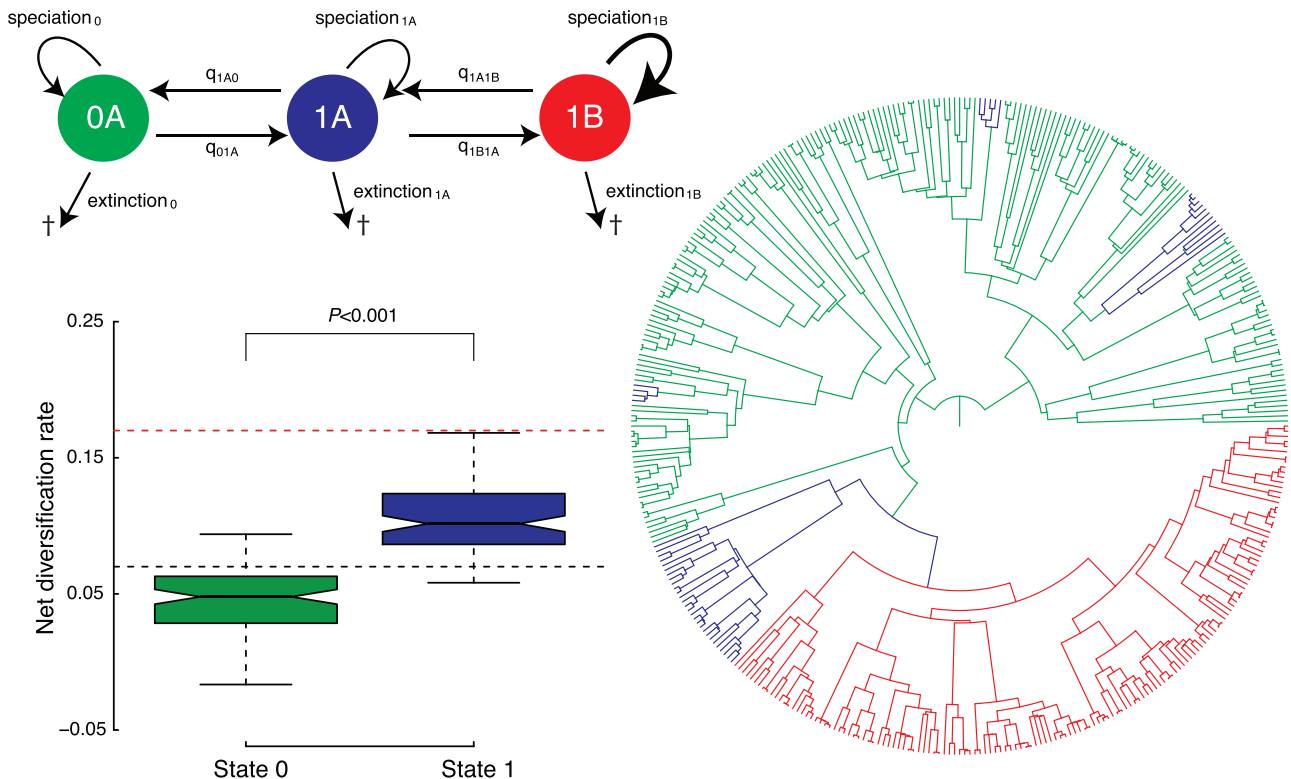 speciation0
speciation1A
speciation1B
0A
1A
1B
q1A0
q01A
q1A1B
q1B1A
extinction0
extinction1A
extinction1B
†
†
†
P<0.001
0.25
0.15
0.05
−0.05
Net diversification rate
State 0
State 1